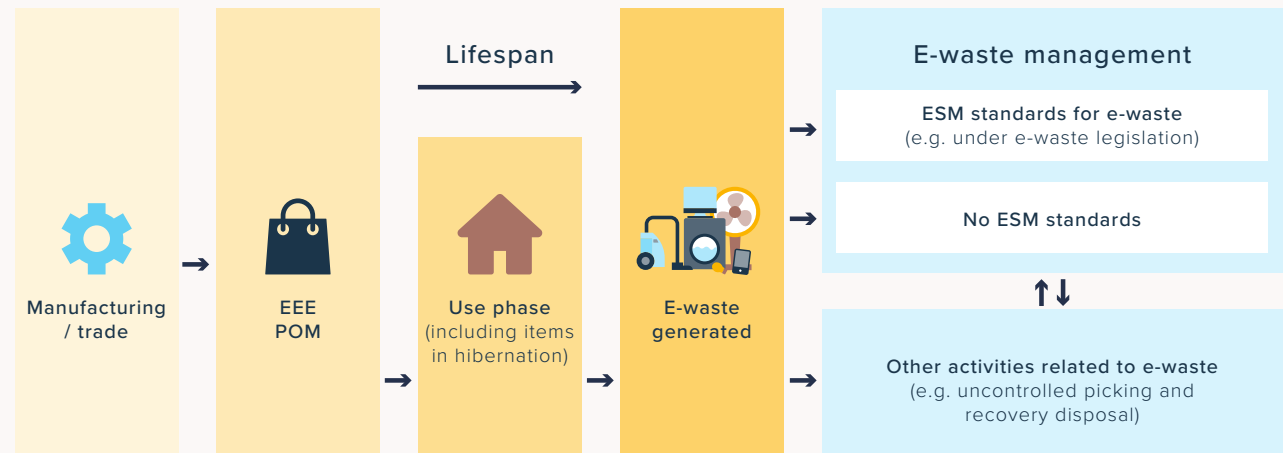 Manufacturing
/ trade
EEE
POM
Lifespan
Use phase
(including items
in hibernation)
E-waste
generated
E-waste management
ESM standards for e-waste
(e.g. under e-waste legislation)
No ESM standards
Other activities related to e-waste
(e.g. uncontrolled picking and
recovery disposal)